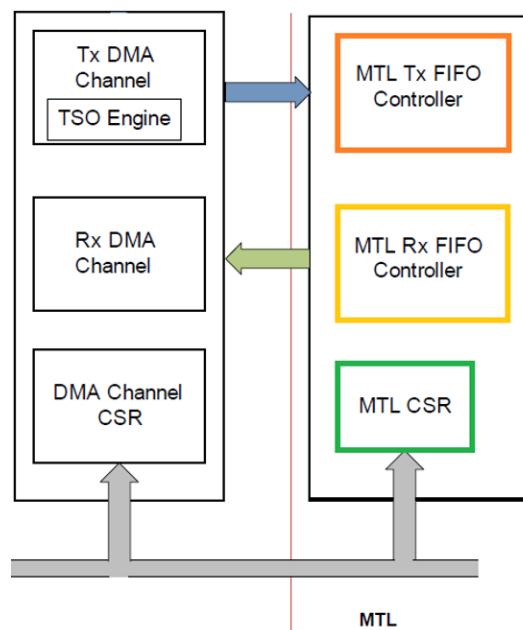 Tx DMA
Channel
TSO Engine
MTL Tx FIFO
Controller
Rx DMA
Channel
MTL Rx FIFO
Controller
DMA Channel
CSR
MTL CSR
MTL